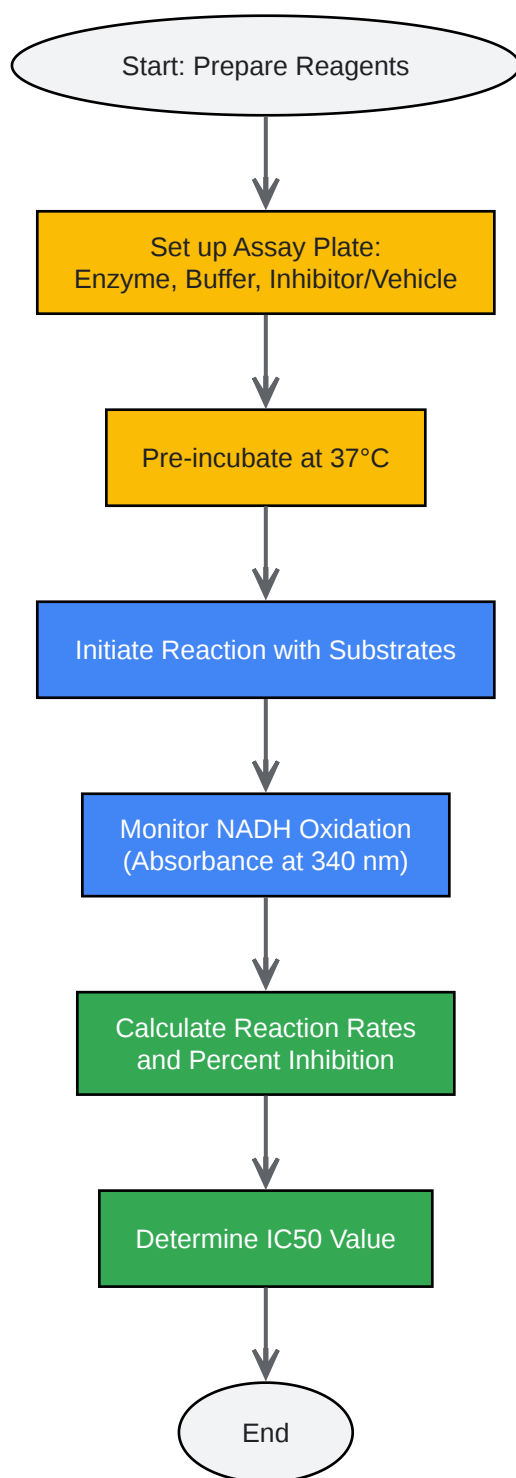 Start: Prepare Reagents
Set up Assay Plate:
Enzyme, Buffer, Inhibitor/Vehicle
Pre-incubate at 37°C
Initiate Reaction with Substrates
Monitor NADH Oxidation
(Absorbance at 340 nm)
Calculate Reaction Rates
and Percent Inhibition
Determine IC50 Value
End